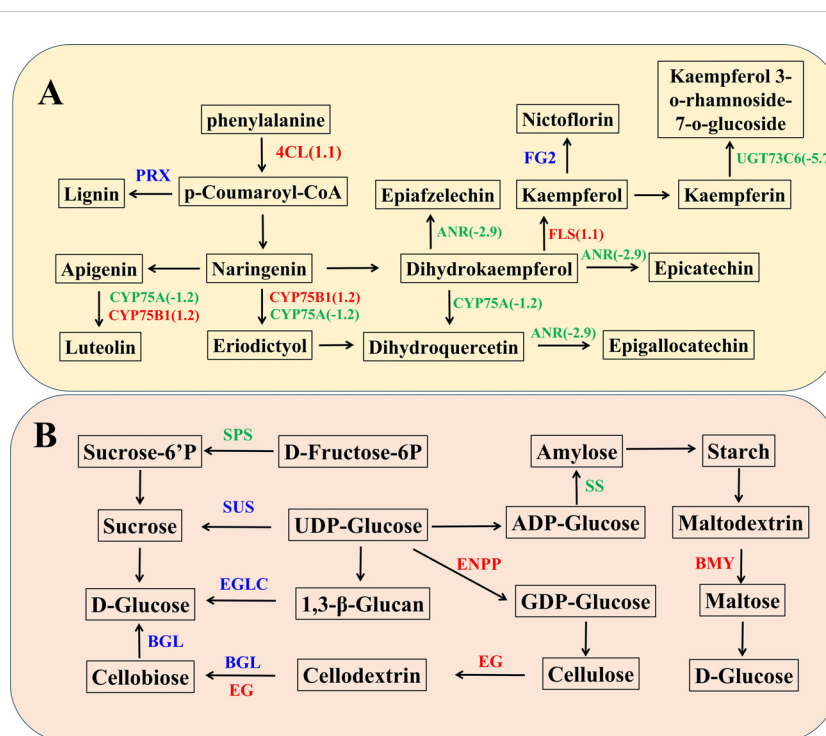 A
phenylalanine
4CL(1.1)
PRX
Lignin
p-Coumaroyl-CoA
Nictoflorin
FG2
Kaempferol 3-
o-rhamnoside-
7-o-glucoside
UGT73C6(-5.7
Epiafzelechin
Kaempferol
Kaempferin
ANR(-2.9)
FLS(1.1)
Apigenin
Naringenin
Dihydrokaempferol
ANR(-2.9)
Epicatechin
CYP75A(-1.2)
CYP75B1(1.2)
CYP75B1(1.2)
CYP75A(-1.2)
CYP75A(-1.2)
Luteolin
Eriodictyol
Dihydroquercetin
ANR(-2.9)
Epigallocatechin
B
Sucrose-6'P
SPS
D-Fructose-6P
Amylose
Starch
SS
Sucrose
SUS
UDP-Glucose
ADP-Glucose
Maltodextrin
ENPP
BMY
D-Glucose
EGLC
1,3-β-Glucan
GDP-Glucose
Maltose
BGL
Cellobiose
BGL
EG
Cellodextrin
EG
Cellulose
D-Glucose